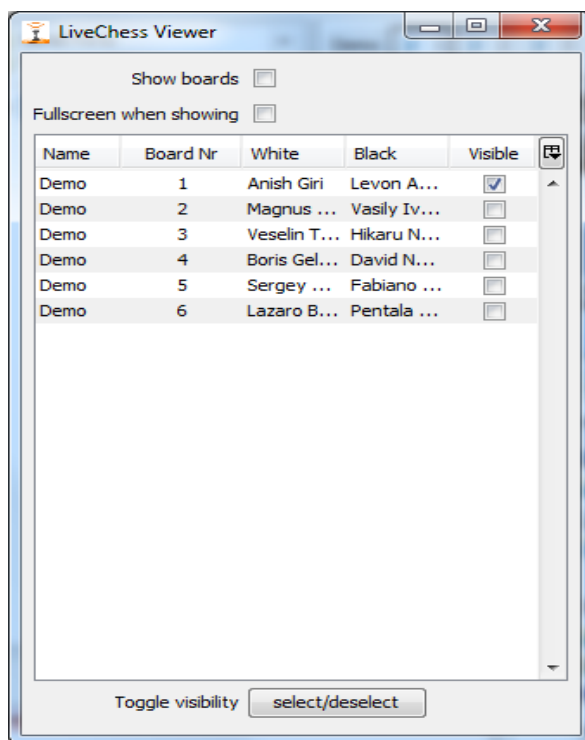 LiveChess Viewer
Show boards
Fullscreen when showing
Name Board Nr White Black Visible
Demo 1 Anish Giri Levon A...
Demo 2 Magnus ... Vasily Iv...
Demo 3 Veselin T... Hikaru N...
Demo 4 Boris Gel... David N...
Demo 5 Sergey ... Fabiano ...
Demo 6 Lazaro B... Pentala ...
Toggle visibility select/deselect